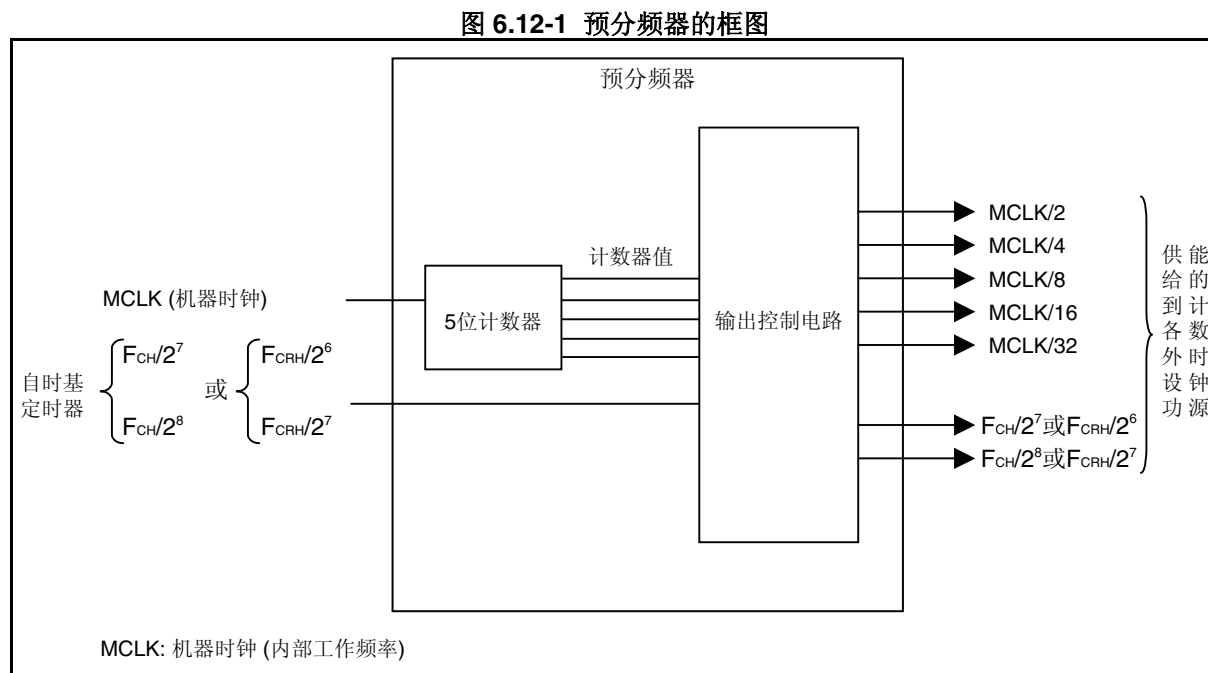 图 6.12-1 预分频器的框图
预分频器
MCLK/2
MCLK/4
MCLK/8
MCLK/16
MCLK/32
计数器值
MCLK (机器时钟)
5位计数器
输出控制电路
供能
给的
到计
各数
外时
设钟
功源
自时基
定时器
FCH/2⁷
FCH/2⁸
或
FCRH/2⁶
FCRH/2⁷
FCH/2⁷或FCRH/2⁶
FCH/2⁸或FCRH/2⁷
MCLK: 机器时钟 (内部工作频率)